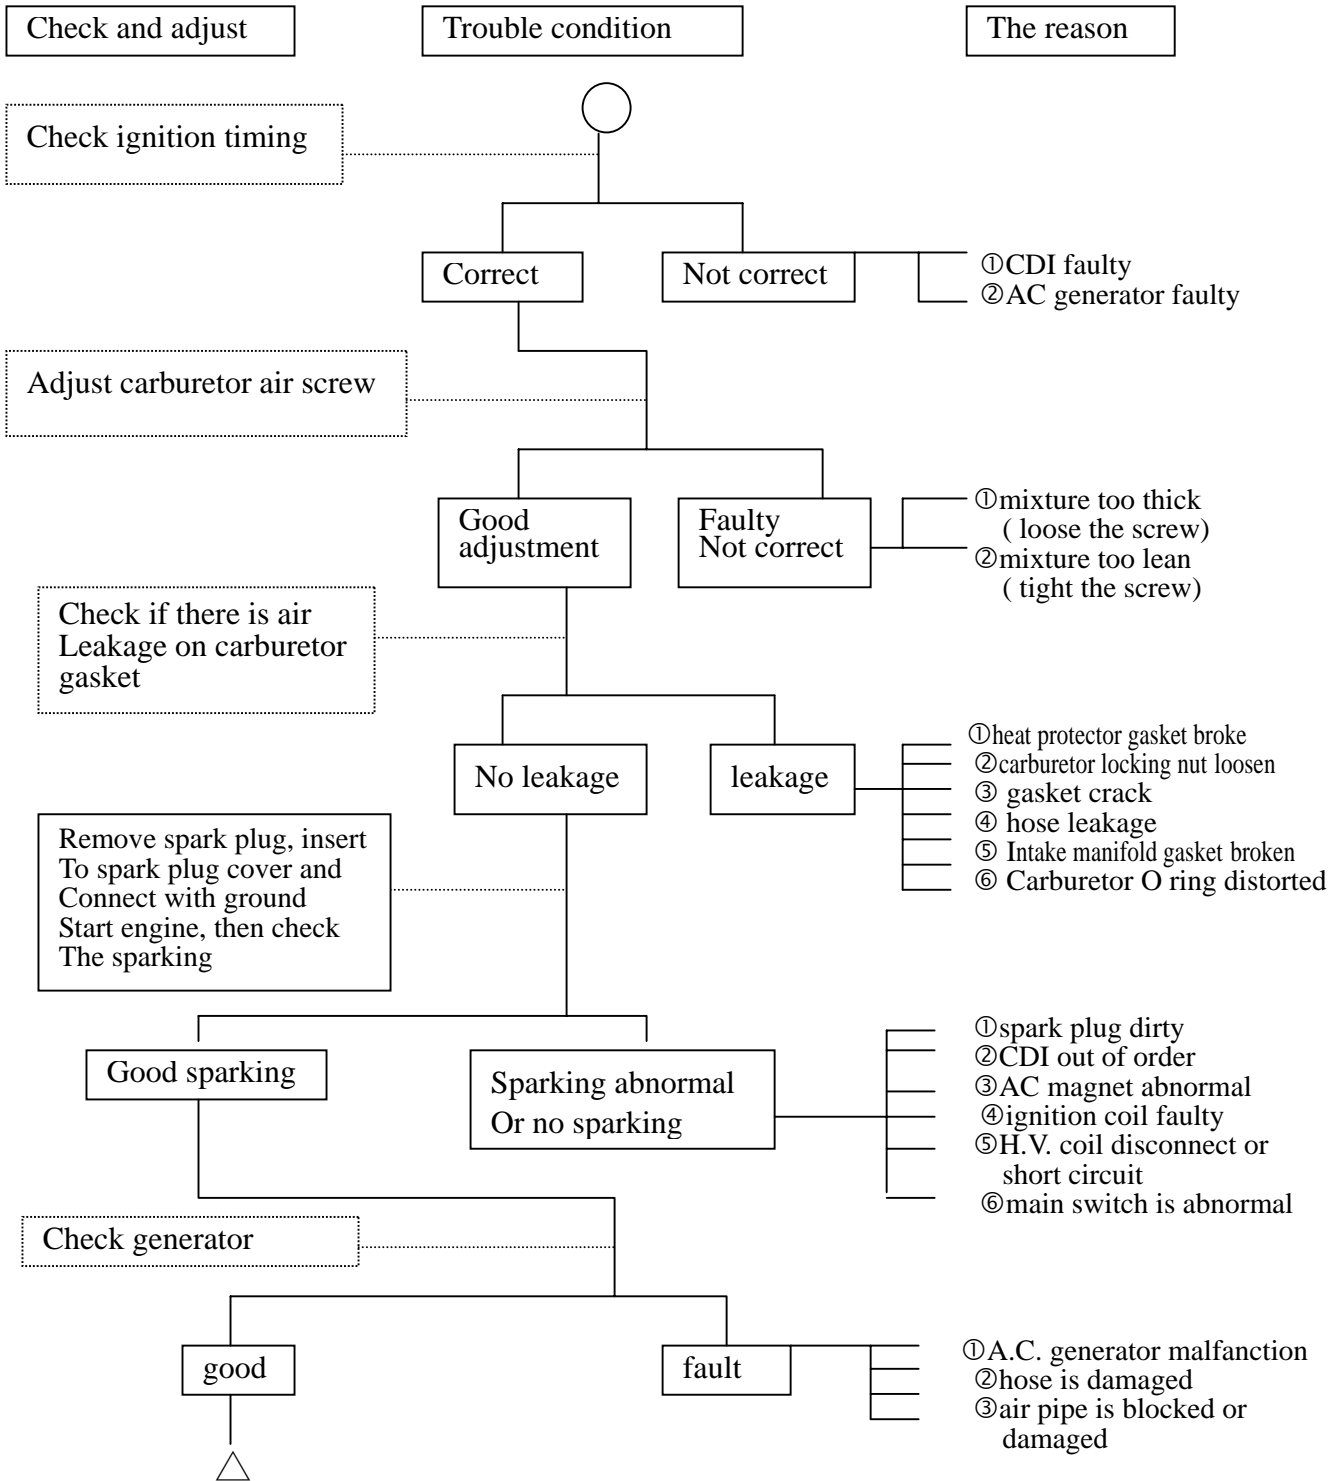 Check and adjust
Trouble condition
The reason
Check ignition timing
Correct
Not correct
①CDI faulty
②AC generator faulty
Adjust carburetor air screw
Good
adjustment
Faulty
Not correct
①mixture too thick
( loose the screw)
②mixture too lean
( tight the screw)
Check if there is air
Leakage on carburetor
gasket
No leakage
leakage
①heat protector gasket broke
②carburetor locking nut loosen
③ gasket crack
④ hose leakage
⑤ Intake manifold gasket broken
⑥ Carburetor O ring distorted
Remove spark plug, insert
To spark plug cover and
Connect with ground
Start engine, then check
The sparking
Good sparking
Sparking abnormal
Or no sparking
①spark plug dirty
②CDI out of order
③AC magnet abnormal
④ignition coil faulty
⑤H.V. coil disconnect or
short circuit
⑥main switch is abnormal
Check generator
good
fault
①A.C. generator malfanction
②hose is damaged
③air pipe is blocked or
damaged